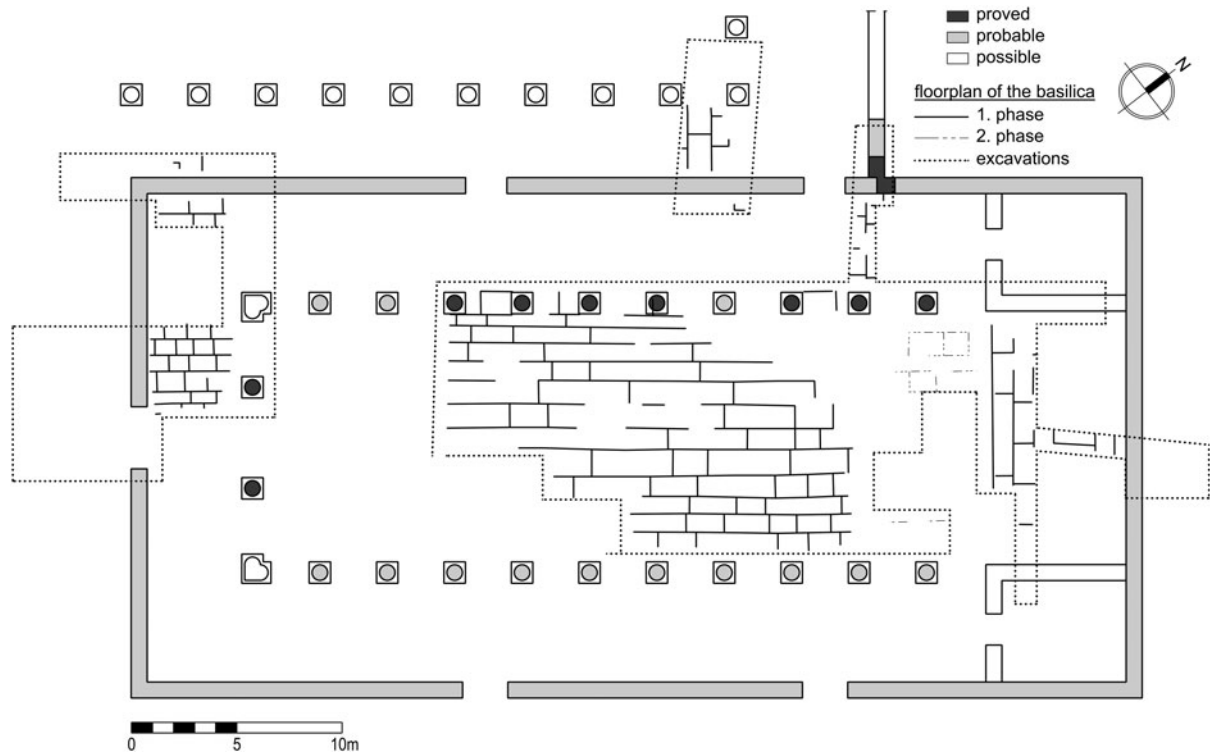 proved
probable
possible
N
floorplan of the basilica
1. phase
2. phase
excavations
0 5 10m